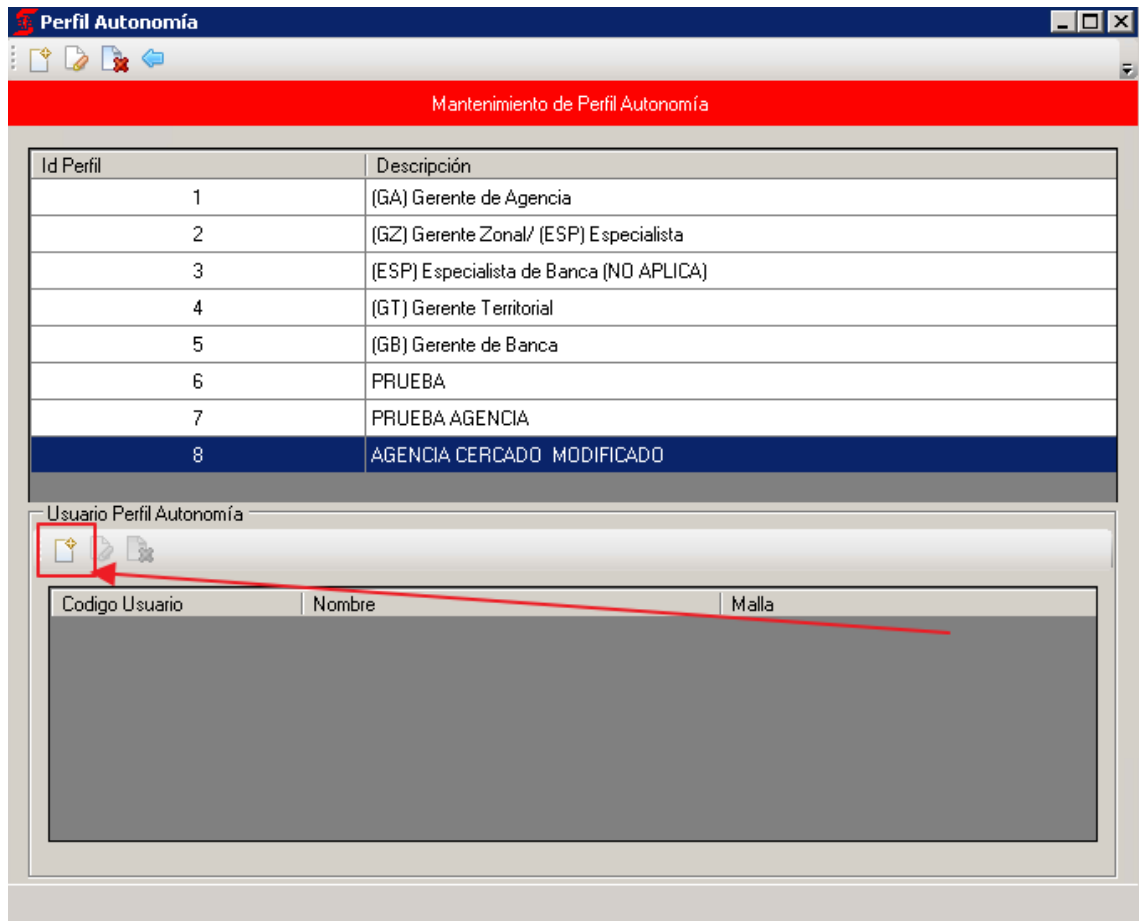 Perfil Autonomía
Mantenimiento de Perfil Autonomía
Id Perfil Descripción
1 (GA) Gerente de Agencia
2 (GZ) Gerente Zonal/ (ESP) Especialista
3 (ESP) Especialista de Banca (NO APLICA)
4 (GT) Gerente Territorial
5 (GB) Gerente de Banca
6 PRUEBA
7 PRUEBA AGENCIA
8 AGENCIA CERCADO MODIFICADO
Usuario Perfil Autonomía
Codigo Usuario Nombre Malla